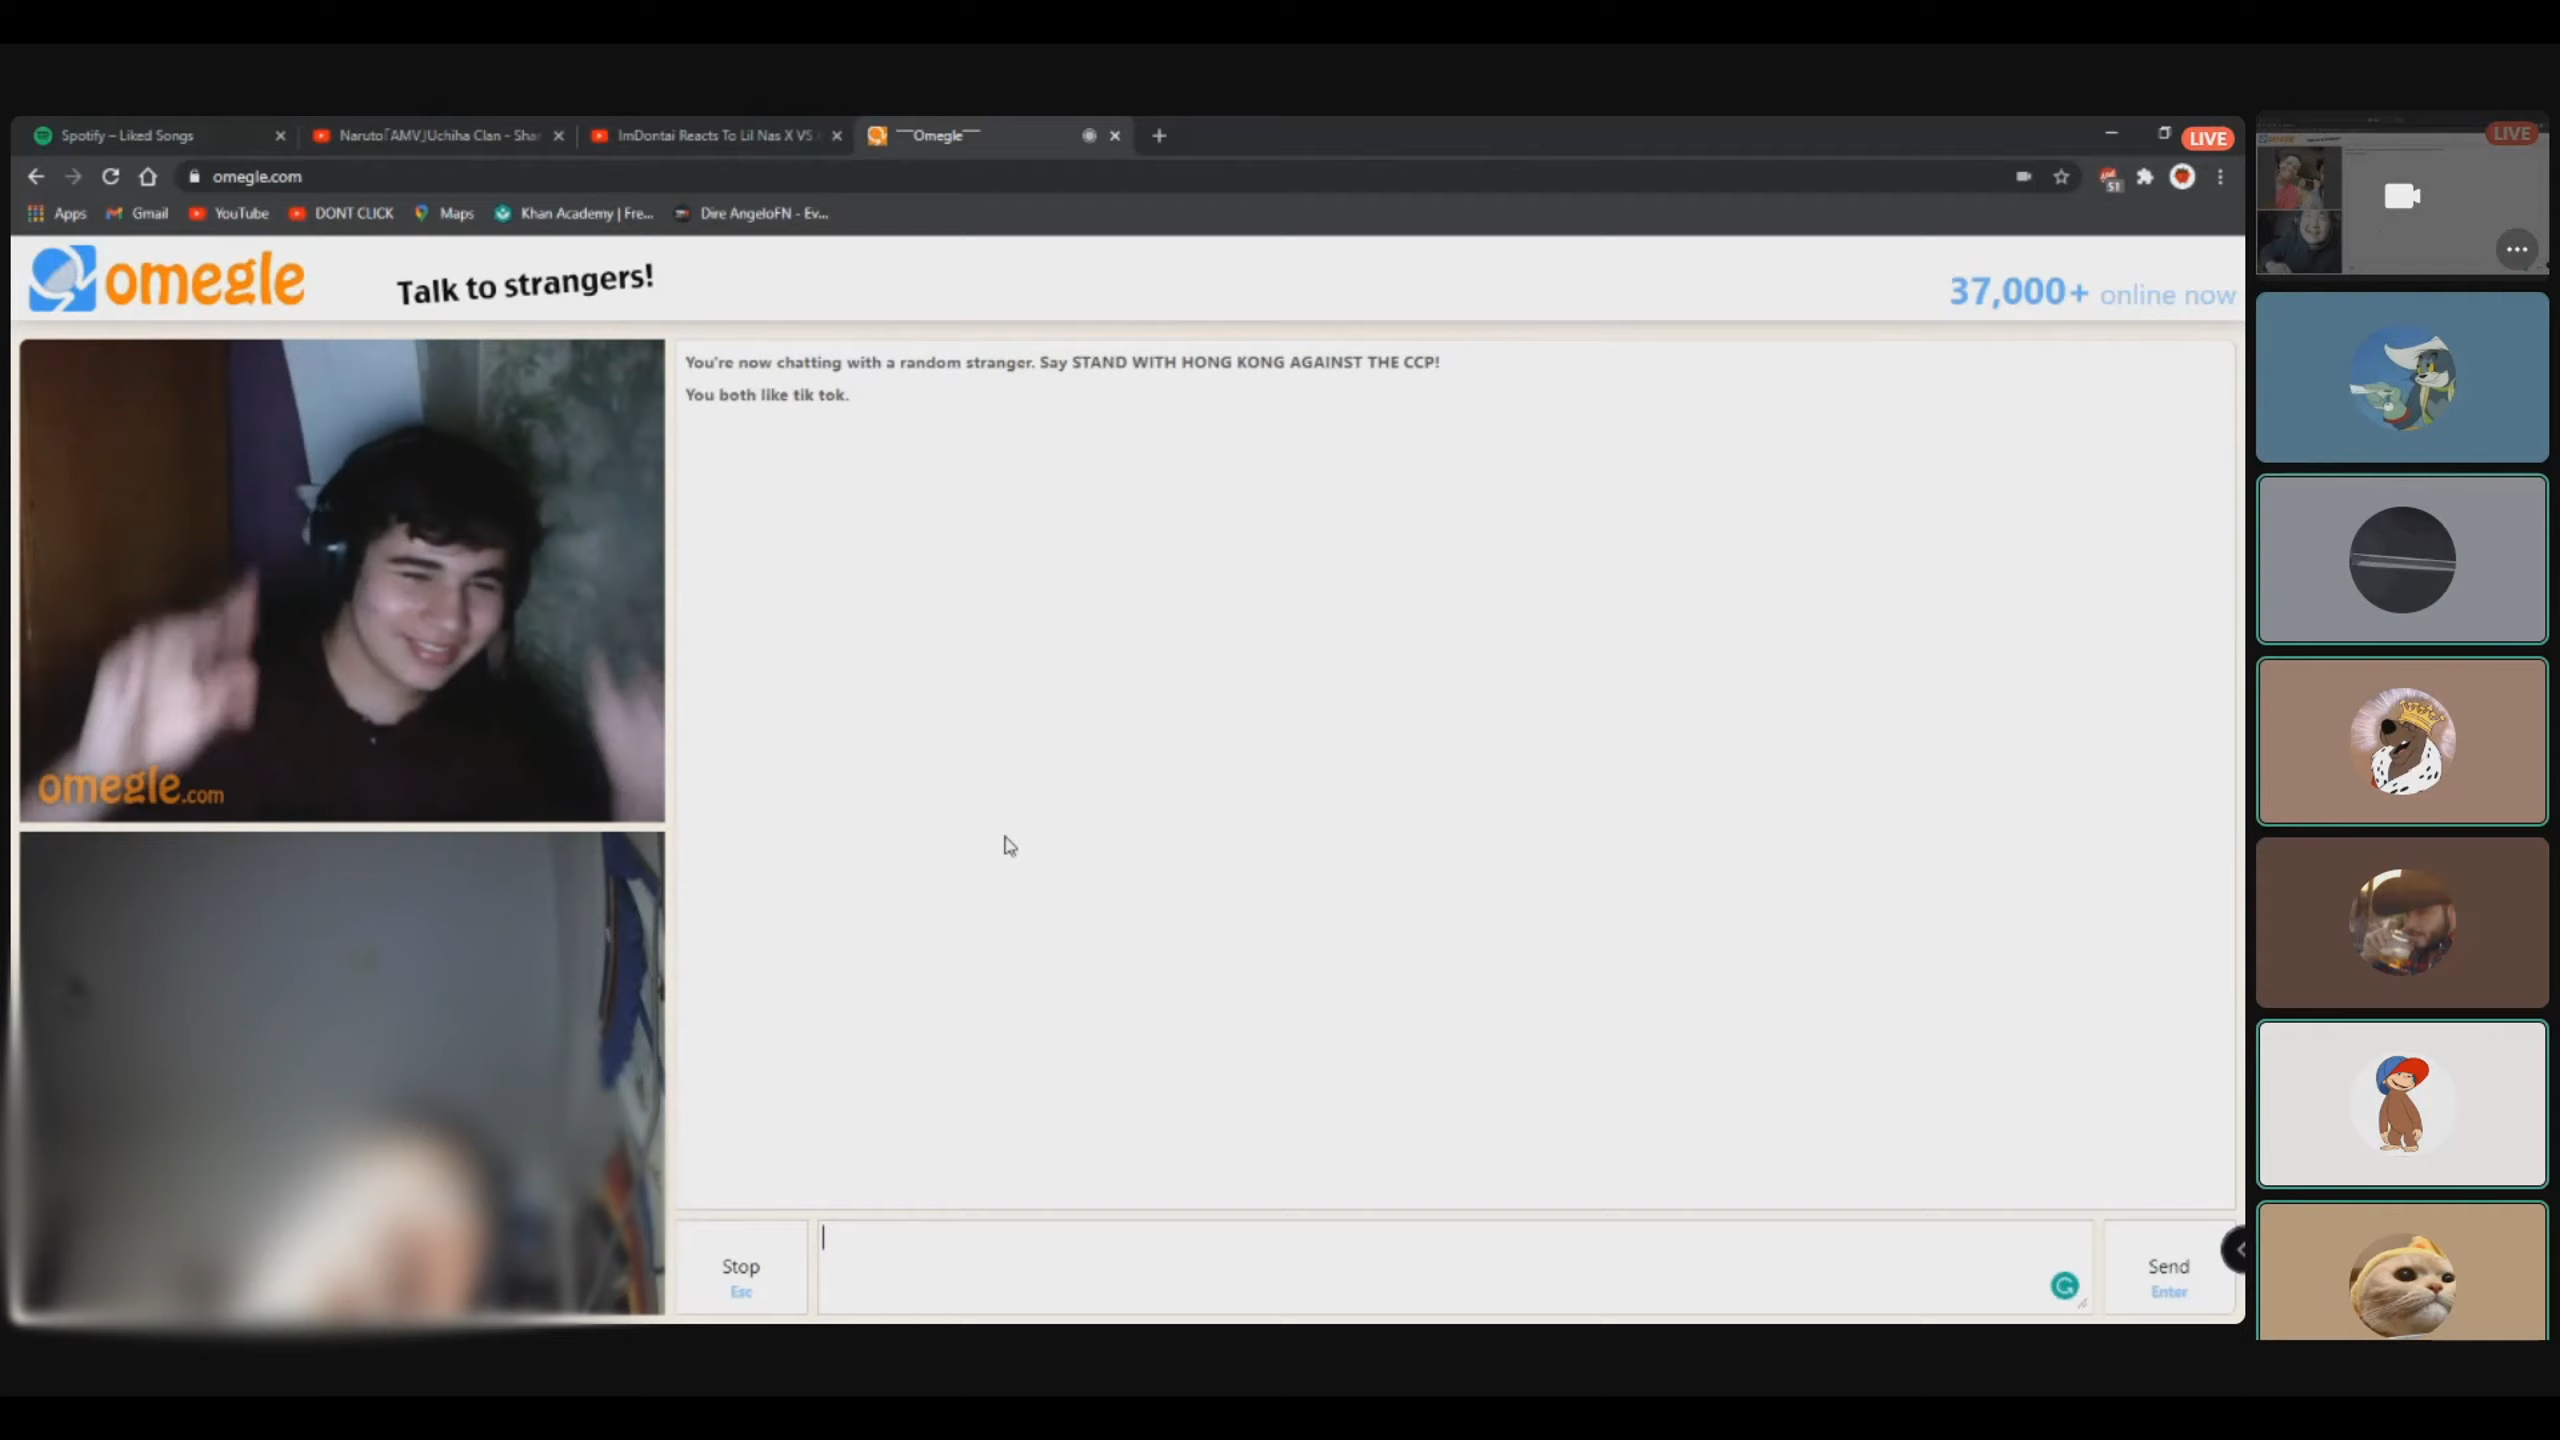 Spotify – Liked Songs
Naruto「AMV」Uchiha Clan - Sha
ImDontai Reacts To Lil Nas X VS
Omegle
LIVE
omegle.com
51
Apps
Gmail
YouTube
DONT CLICK
Maps
Khan Academy | Fre...
Dire AngeloFN - Ev...
LIVE
omegle
Talk to strangers!
37,000+ online now
You're now chatting with a random stranger. Say STAND WITH HONG KONG AGAINST THE CCP!
You both like tik tok.
omegle.com
Stop
Esc
Send
Enter